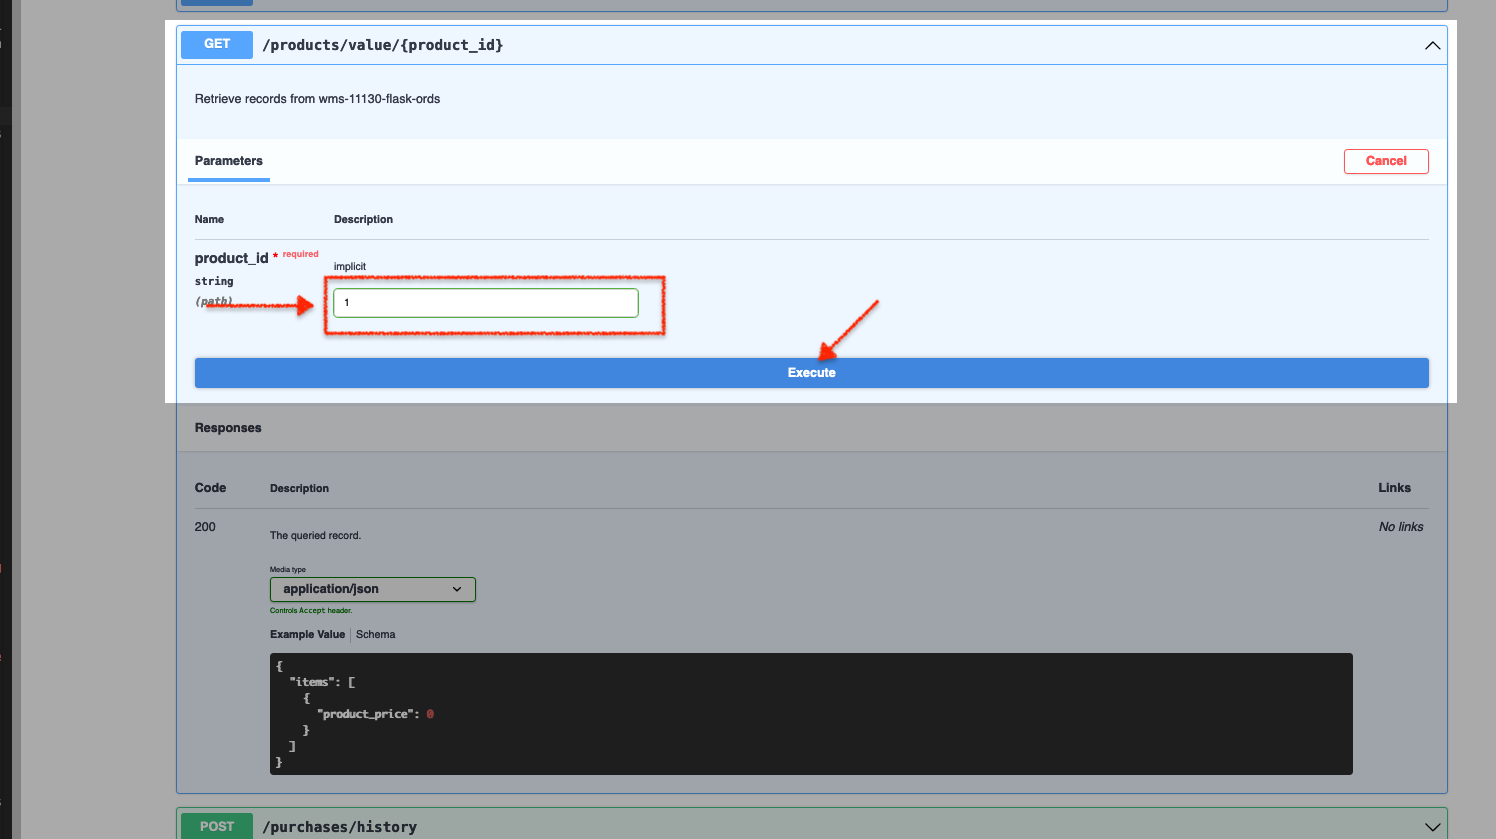 GET /products/value/{product_id}
Retrieve records from wms-11130-flask-ords
Parameters
Cancel
Name Description
product_id * required
string
(path)
implicit
1
Execute
Responses
Code Description Links
200 The queried record. No links
Media type
application/json
Controls Accept header.
Example Value Schema
{
"items": [
{
"product_price": 0
}
]
}
POST /purchases/history